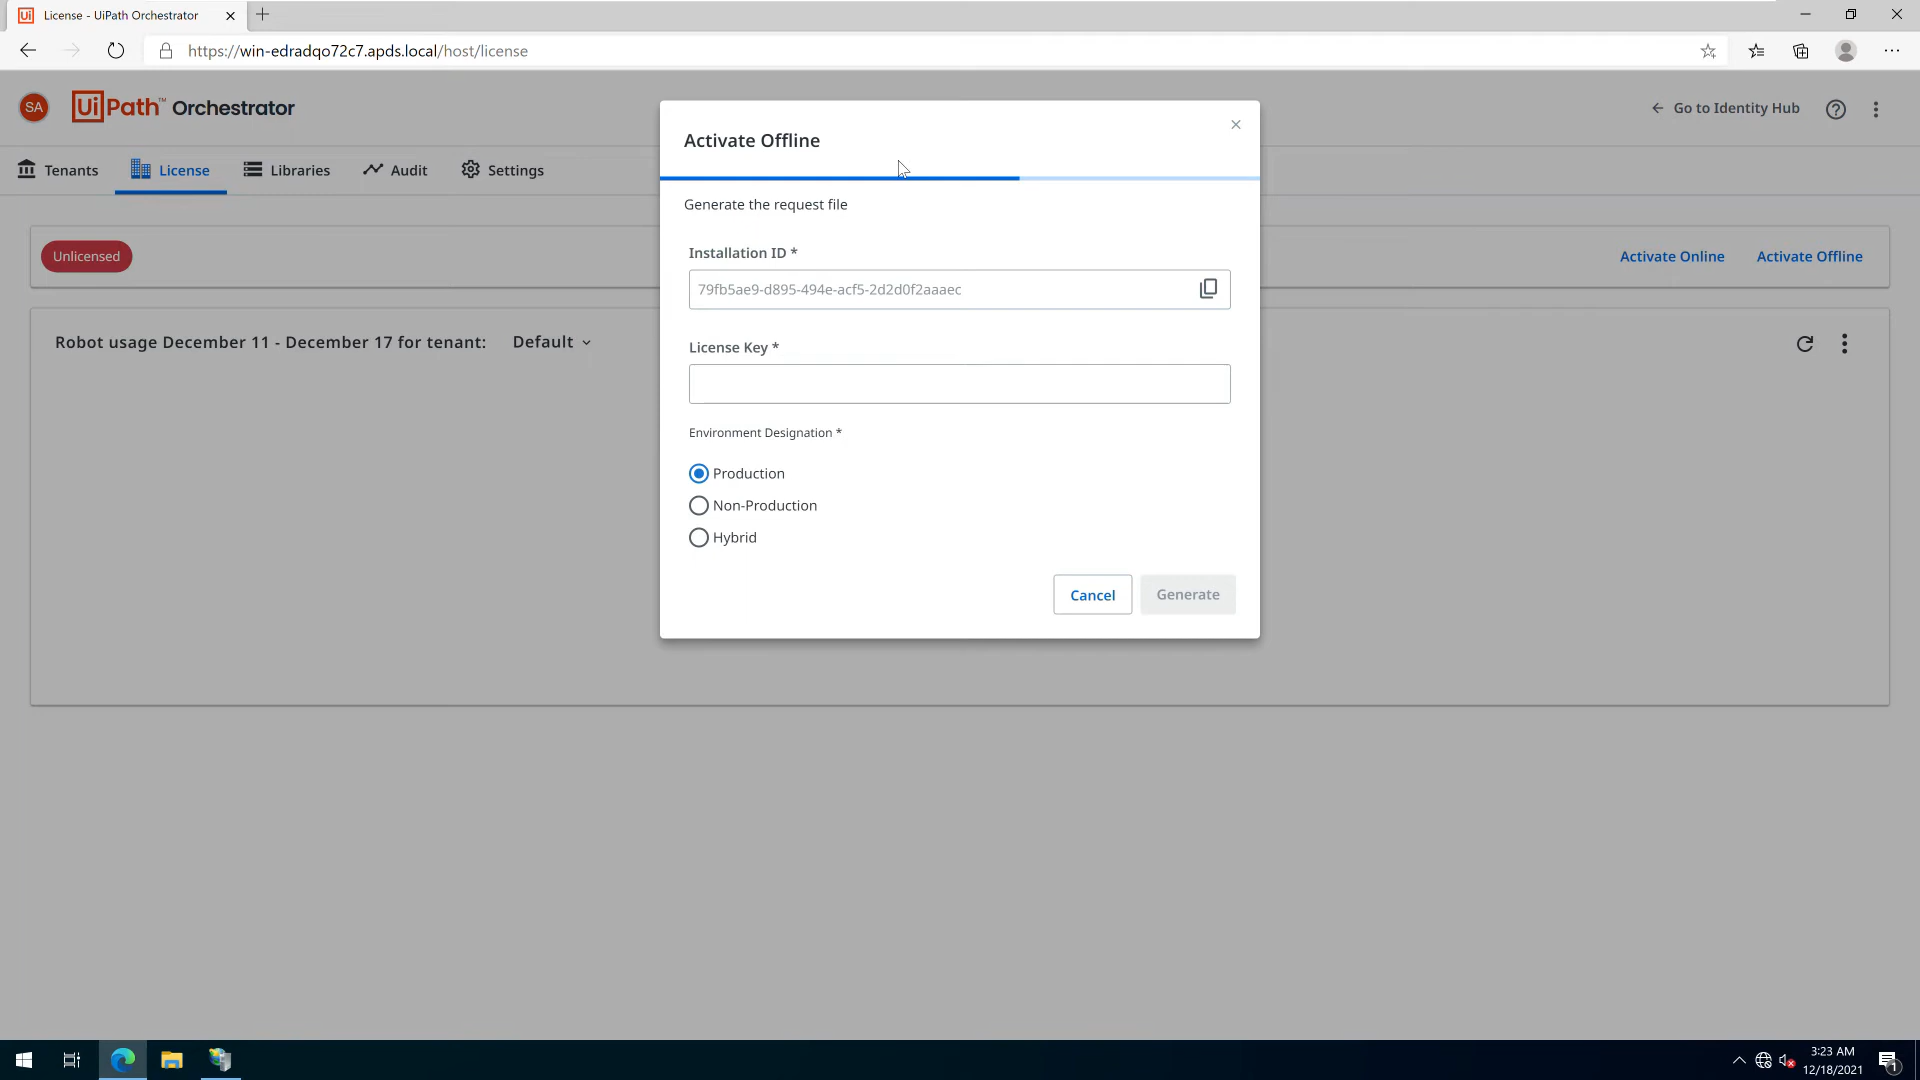 License - UiPath Orchestrator
https://win-edradqo72c7.apds.local/host/license
SA
UiPath™ Orchestrator
Go to Identity Hub
Tenants
License
Libraries
Audit
Settings
Unlicensed
Activate Online
Activate Offline
Robot usage December 11 - December 17 for tenant:
Default
Activate Offline
Generate the request file
Installation ID *
79fb5ae9-d895-494e-acf5-2d2d0f2aaaec
License Key *
Environment Designation *
Production
Non-Production
Hybrid
Cancel
Generate
3:23 AM
12/18/2021
1